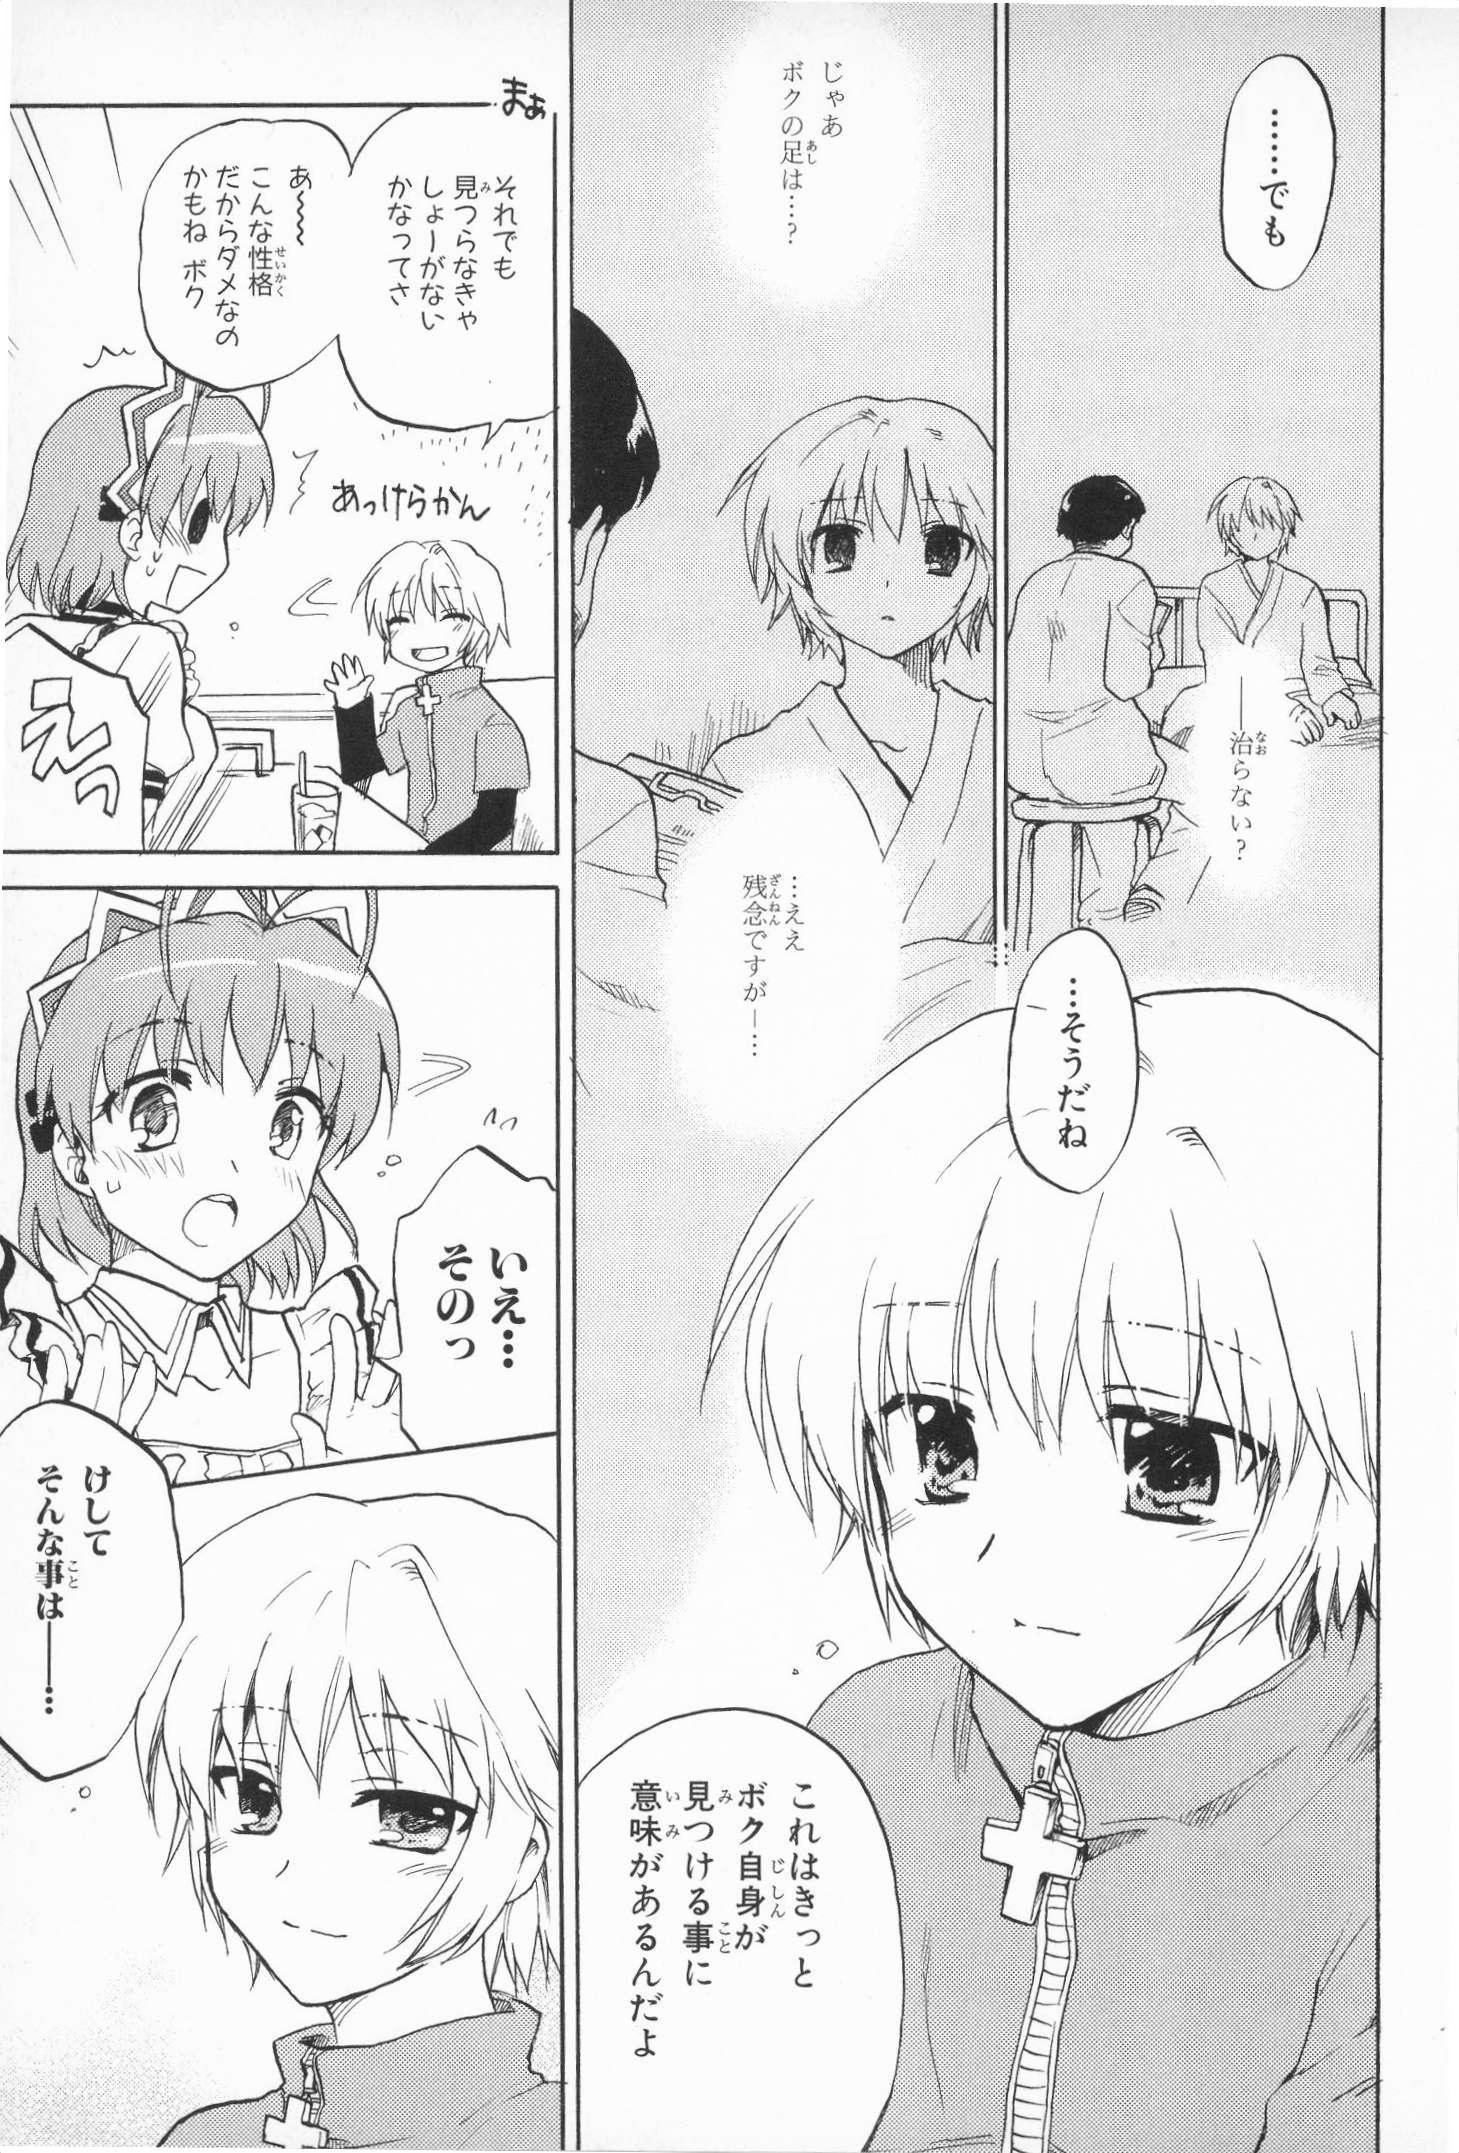 ……でも
――治らない？
じゃあ
ボクの足は…？
…ええ
残念ですが―…
…そうだね
これはきっと
ボク自身が
見つける事に
意味があるんだよ
まあ
それでも
見つらなきゃ
しょーがない
かなってさ
あ〜〜〜
こんな性格
だからダメなの
かもね ボク
あっけらかん
えっ
いえ…
そのっ
けして
そんな事は――…